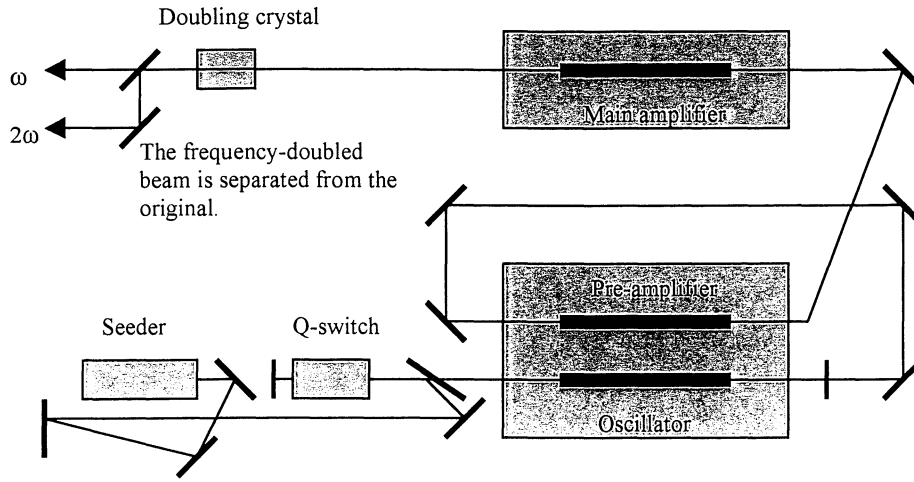 Doubling crystal
ω
Main amplifier
2ω
The frequency-doubled
beam is separated from the
original.
Pre-amplifier
Seeder
Q-switch
Oscillator